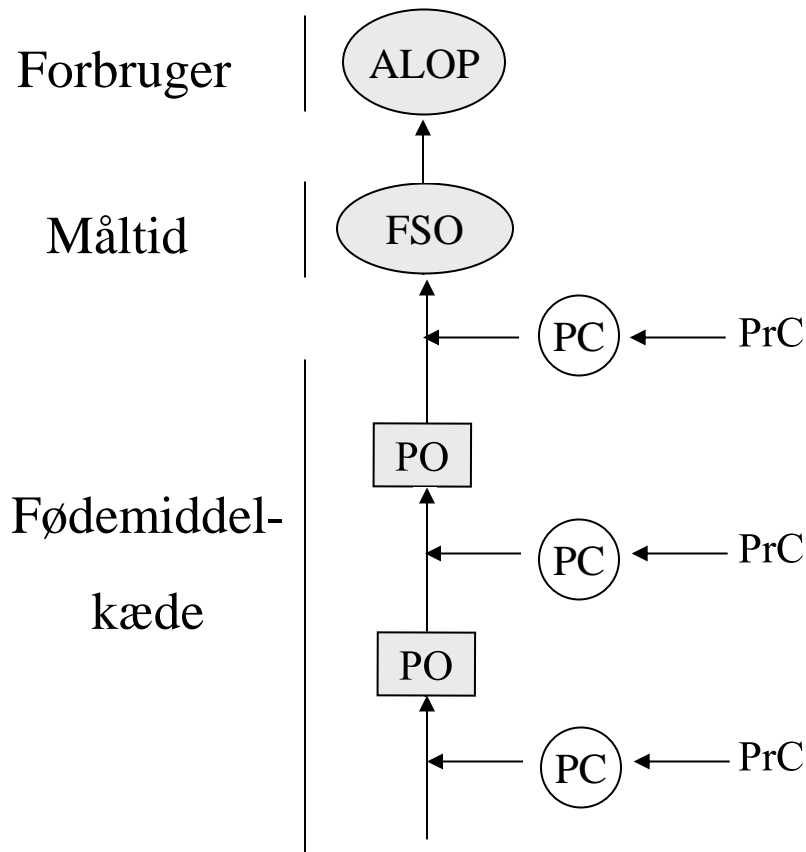 Forbruger
ALOP
Måltid
FSO
PC
PrC
PO
Fødemiddel-
kæde
PC
PrC
PO
PC
PrC